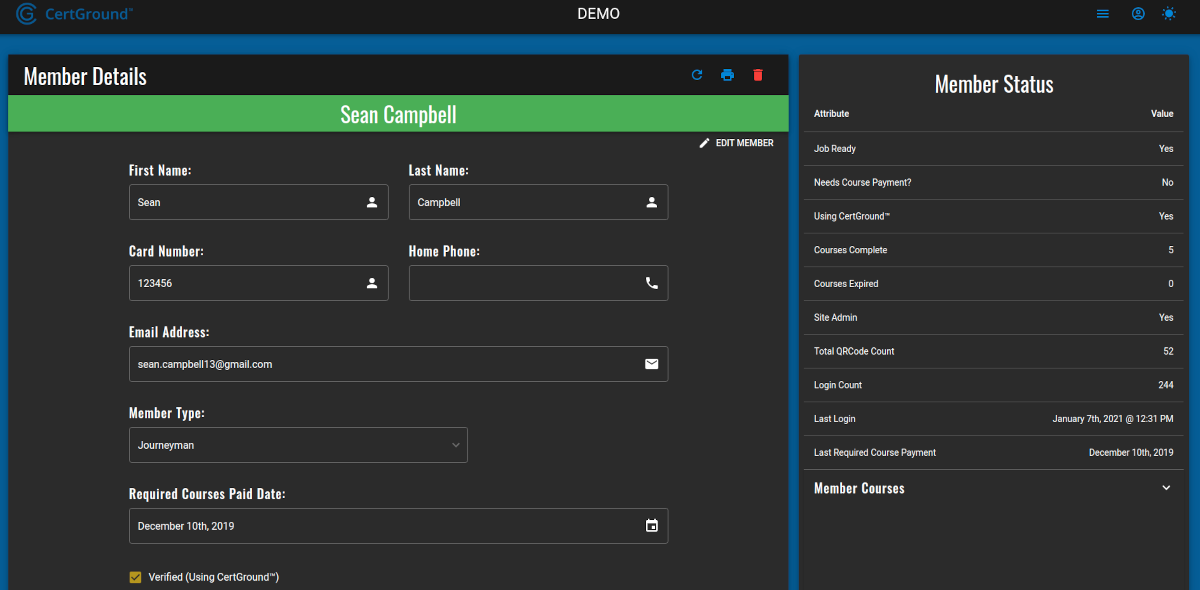 CertGround™
DEMO
Member Details
Sean Campbell
EDIT MEMBER
First Name:
Last Name:
Sean
Campbell
Card Number:
Home Phone:
123456
Email Address:
sean.campbell13@gmail.com
Member Type:
Journeyman
Required Courses Paid Date:
December 10th, 2019
Verified (Using CertGround™)
Member Status
Attribute Value
Job Ready Yes
Needs Course Payment? No
Using CertGround™ Yes
Courses Complete 5
Courses Expired 0
Site Admin Yes
Total QRCode Count 52
Login Count 244
Last Login January 7th, 2021 @ 12:31 PM
Last Required Course Payment December 10th, 2019
Member Courses